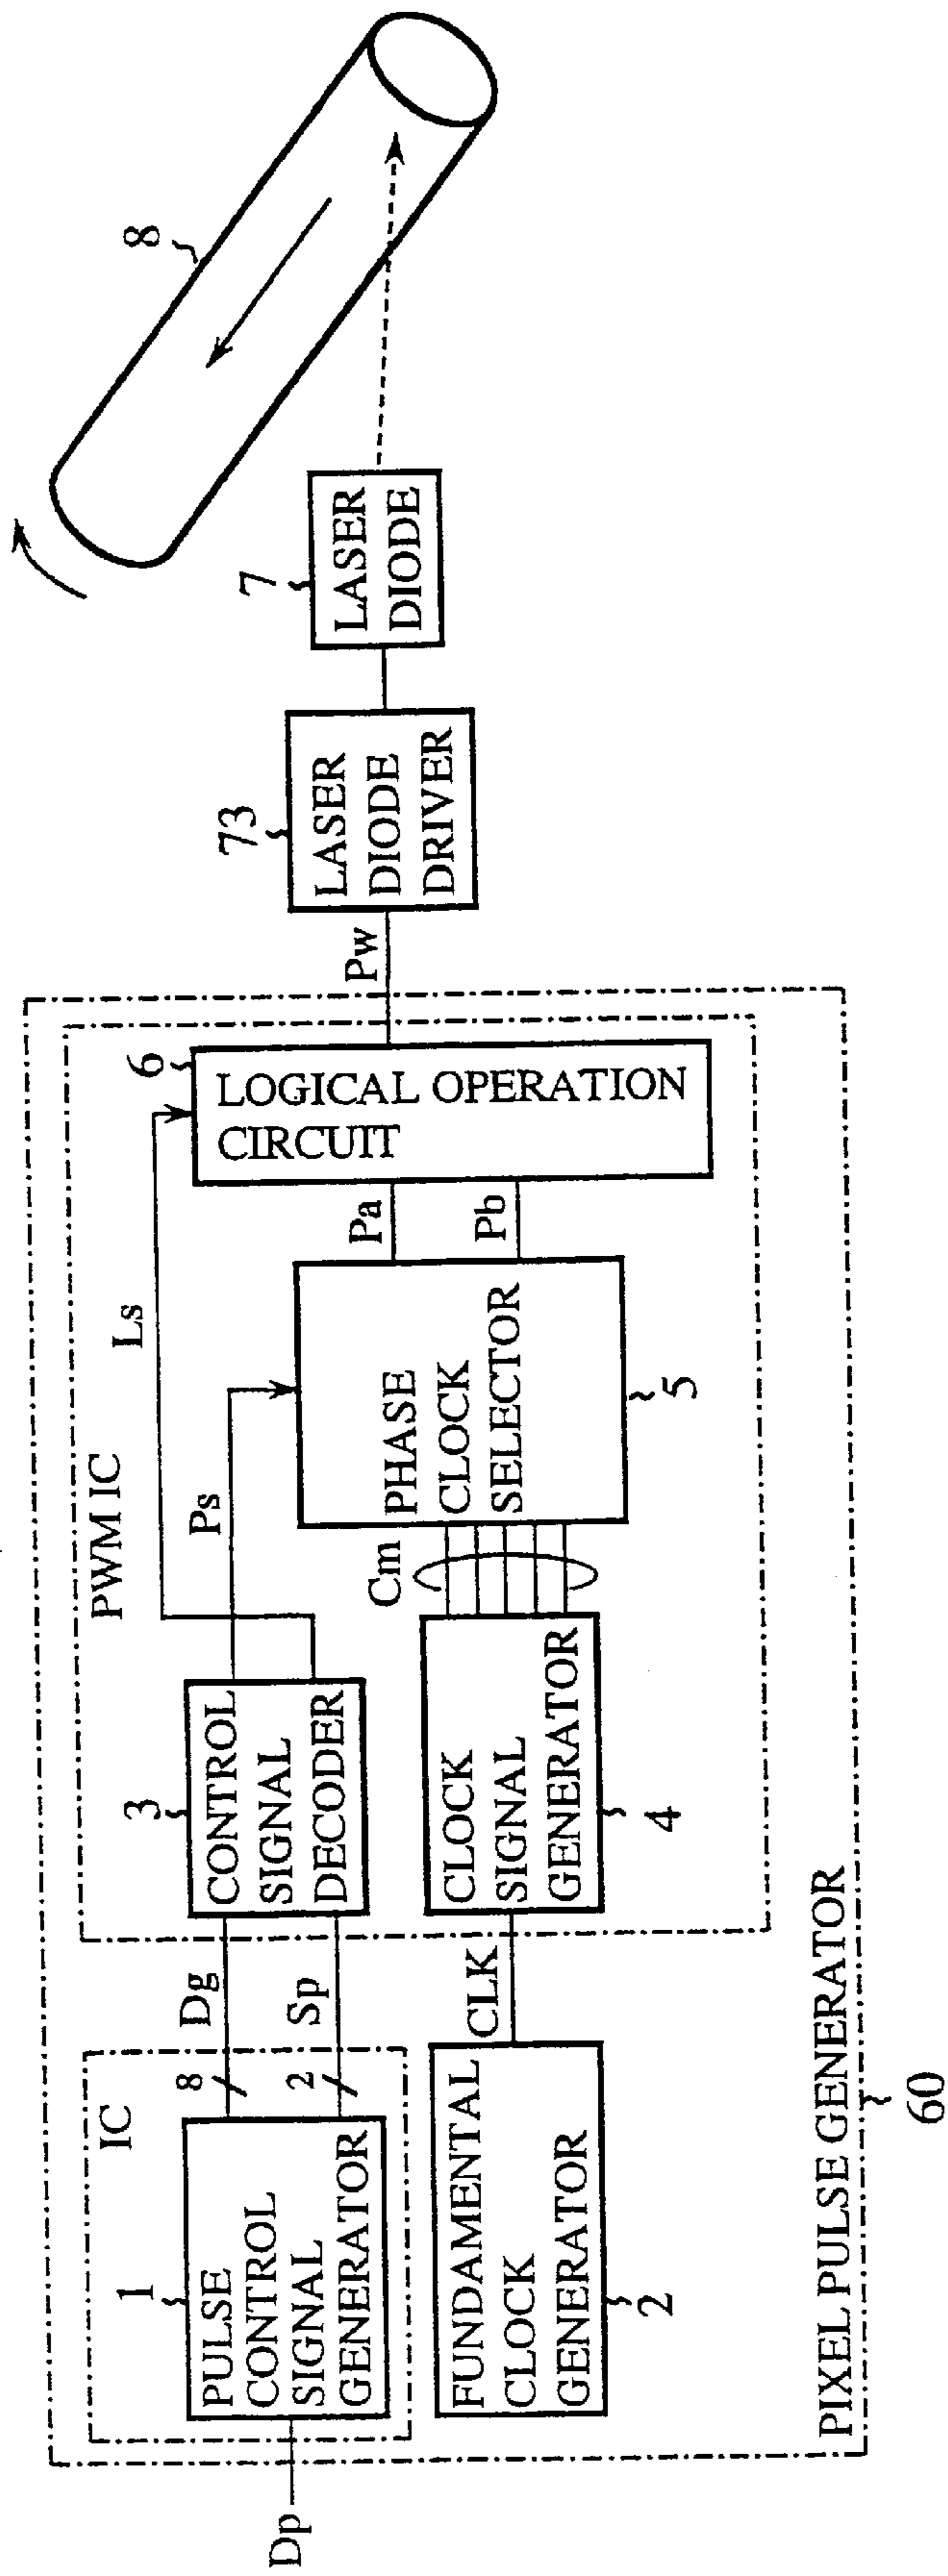 Dp
IC
1
PULSE
CONTROL
SIGNAL
GENERATOR
8
Dg
2
Sp
FUNDAMENTAL
CLOCK
GENERATOR
2
CLK
PWM IC
3
CONTROL
SIGNAL
DECODER
Ps
Ls
CLOCK
SIGNAL
GENERATOR
4
Cm
PHASE
CLOCK
SELECTOR
5
Pa
Pb
6
LOGICAL OPERATION
CIRCUIT
Pw
73
LASER
DIODE
DRIVER
7
LASER
DIODE
8
PIXEL PULSE GENERATOR
60